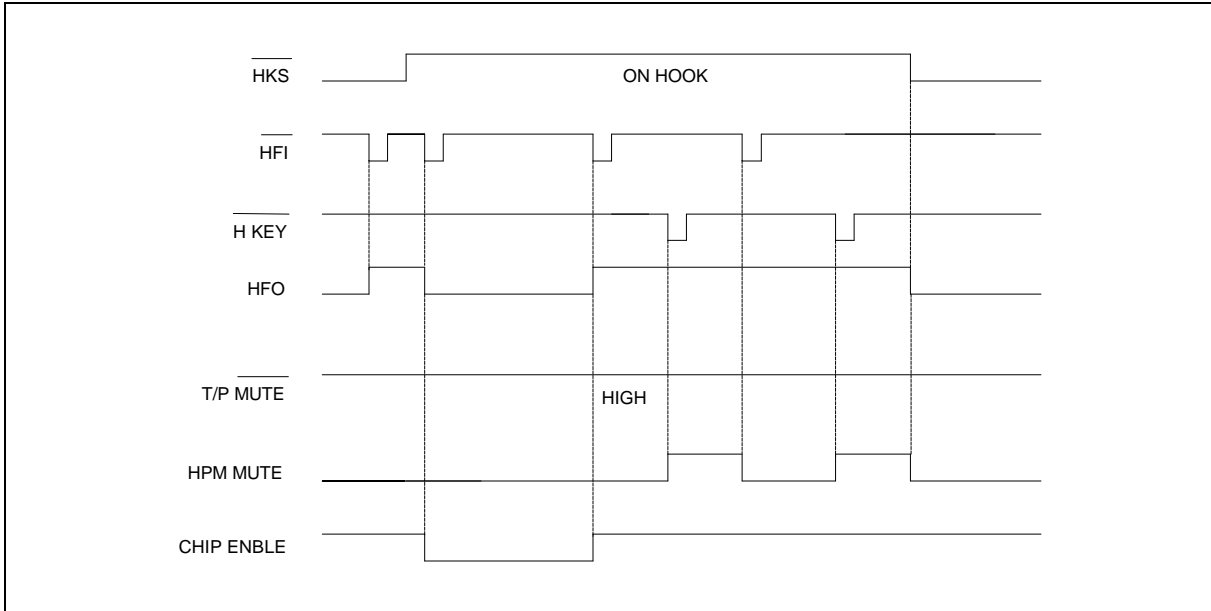 HKS
ON HOOK
HFI
H KEY
HFO
T/P MUTE
HIGH
HPM MUTE
CHIP ENBLE